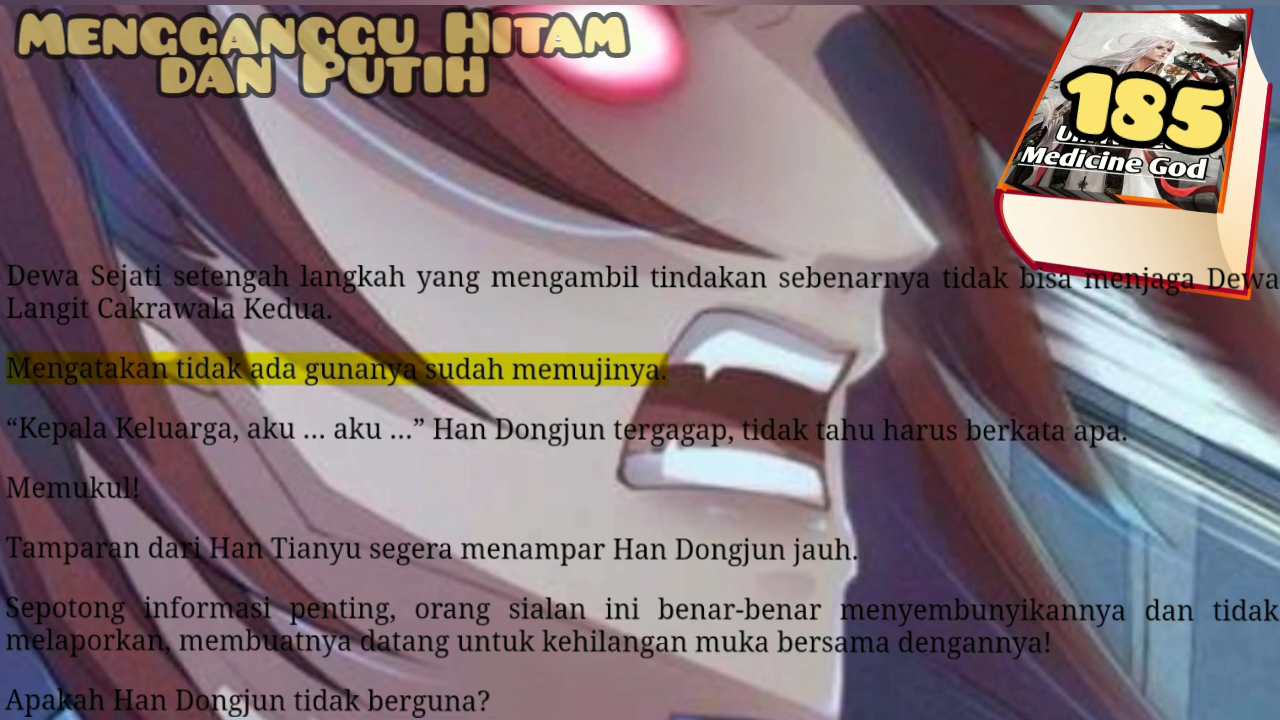 Mengganggu Hitam
dan Putih
185
Medicine God
Dewa Sejati setengah langkah yang mengambil tindakan sebenarnya tidak bisa menjaga Dewa
Langit Cakrawala Kedua.
Mengatakan tidak ada gunanya sudah memujinya.
“Kepala Keluarga, aku ... aku ...” Han Dongjun tergagap, tidak tahu harus berkata apa.
Memukul!
Tamparan dari Han Tianyu segera menampar Han Dongjun jauh.
Sepotong informasi penting, orang sialan ini benar-benar menyembunyikannya dan tidak
melaporkan, membuatnya datang untuk kehilangan muka bersama dengannya!
Apakah Han Dongjun tidak berguna?